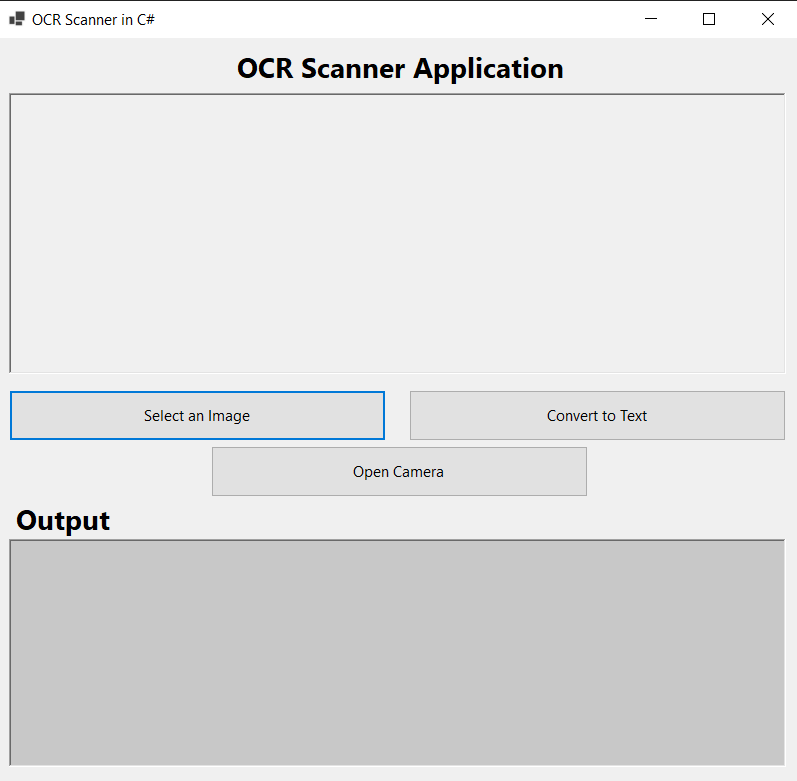 OCR Scanner in C#
OCR Scanner Application
Select an Image
Convert to Text
Open Camera
Output